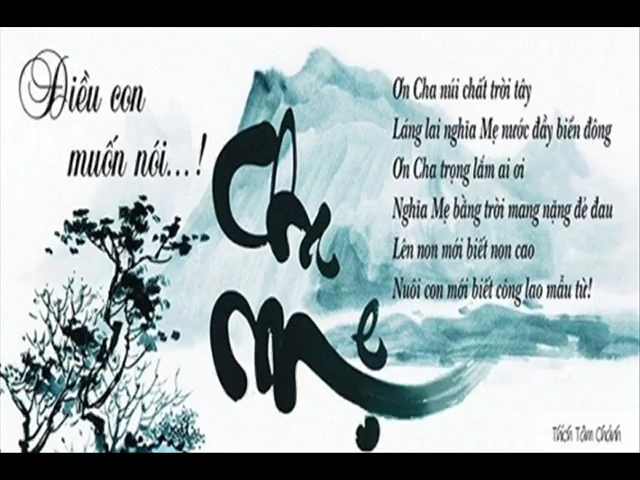 Điều con
muốn nói...!
Cha
Mẹ
Ơn Cha núi chất trời tây
Láng lai nghĩa Mẹ nước đầy biển đông
Ơn Cha trọng lắm ai ơi
Nghĩa Mẹ bằng trời mang nặng đẻ đau
Lên non mới biết non cao
Nuôi con mới biết công lao mẫu từ!
Thích Tâm Chánh